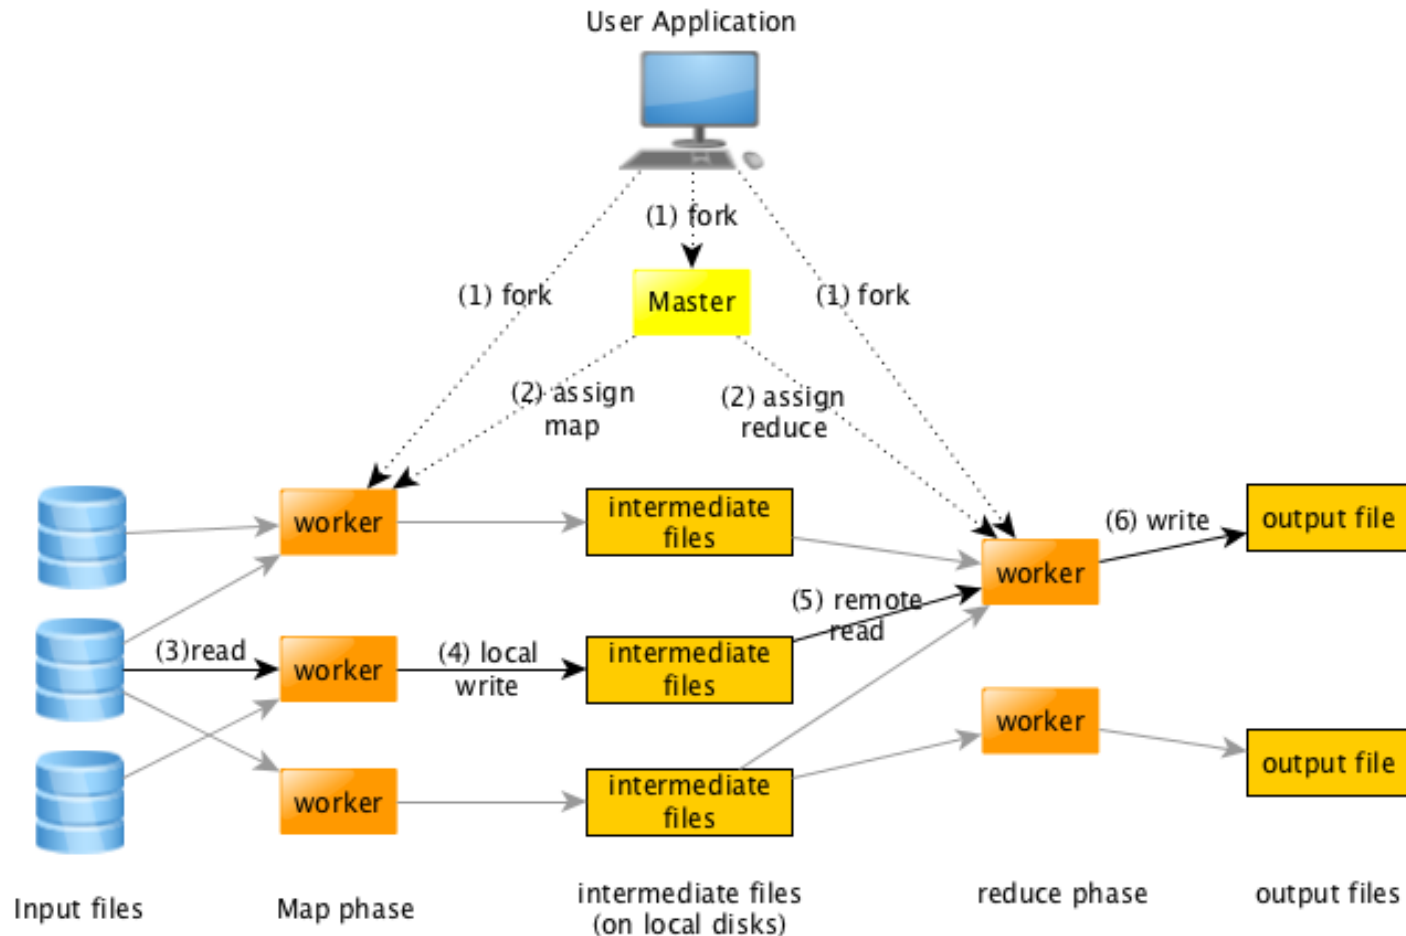 User Application
(1) fork
Master
(1) fork
(1) fork
(2) assign
map
(2) assign
reduce
worker
intermediate
files
worker
(6) write
output file
(3)read
worker
(4) local
write
intermediate
files
(5) remote
read
worker
worker
intermediate
files
output file
Input files
Map phase
intermediate files
(on local disks)
reduce phase
output files